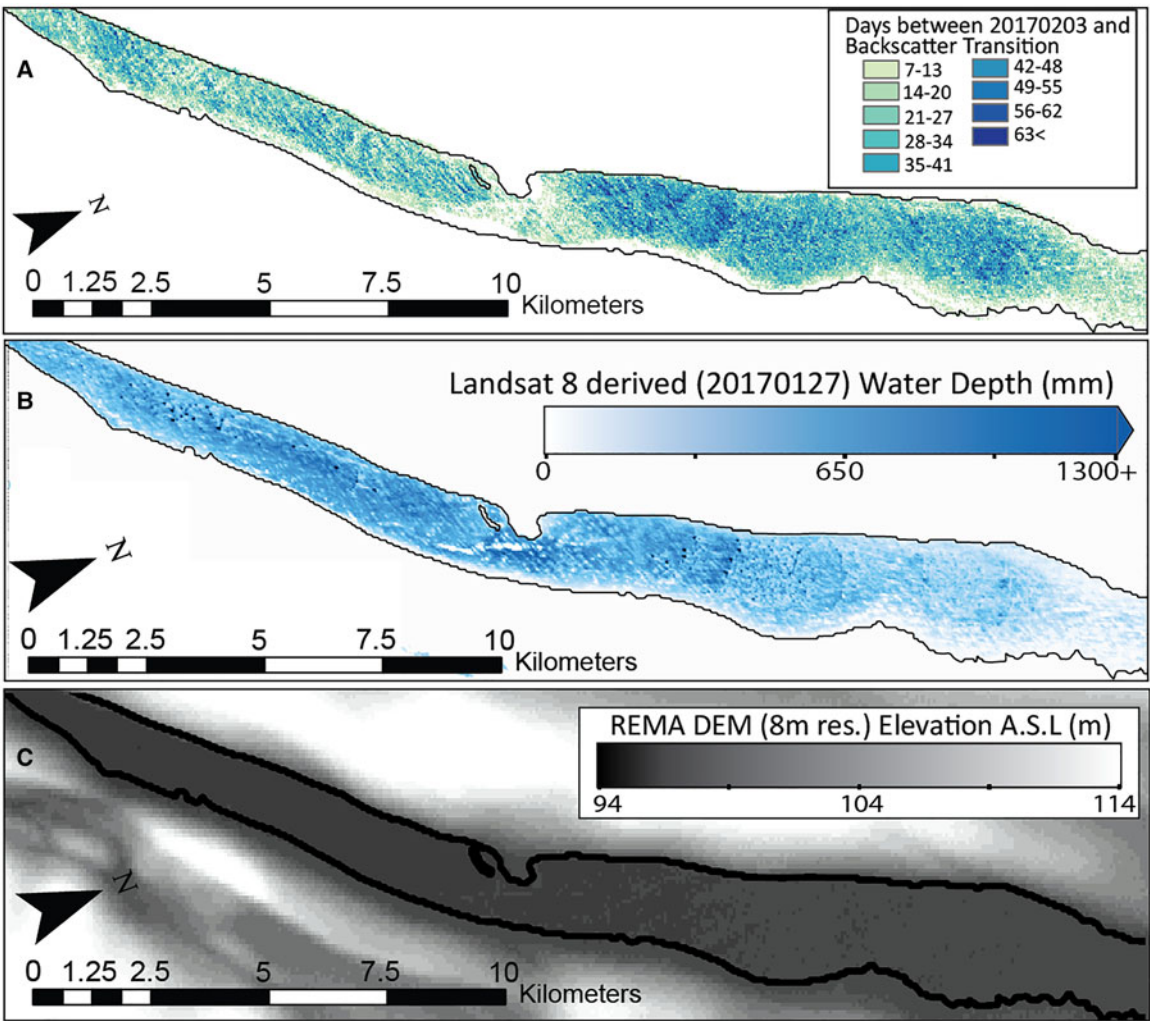 A
Days between 20170203 and
Backscatter Transition
7-13
14-20
21-27
28-34
35-41
42-48
49-55
56-62
63<
N
0 1.25 2.5 5 7.5 10
Kilometers
B
Landsat 8 derived (20170127) Water Depth (mm)
0 650 1300+
N
0 1.25 2.5 5 7.5 10
Kilometers
C
REMA DEM (8m res.) Elevation A.S.L (m)
94 104 114
N
0 1.25 2.5 5 7.5 10
Kilometers